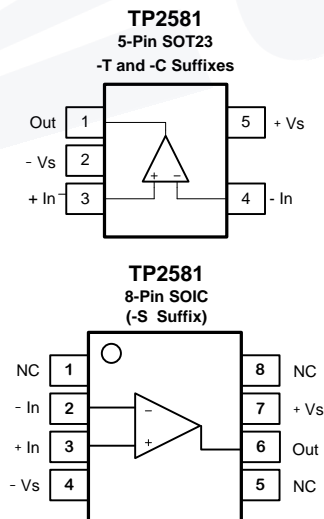 TP2581
5-Pin SOT23
-T and -C Suffixes
Out 1 5 + Vs
- Vs 2
+ In 3 4 - In
+ -
TP2581
8-Pin SOIC
(-S Suffix)
NC 1 8 NC
- In 2 - 7 + Vs
+ In 3 + 6 Out
- Vs 4 5 NC